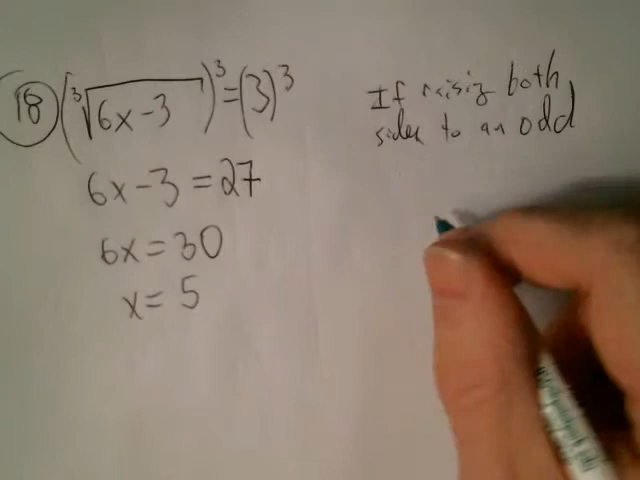 18 (∛(6x-3))³ = (3)³
6x-3 = 27
6x = 30
x = 5
If raising both
sides to an odd